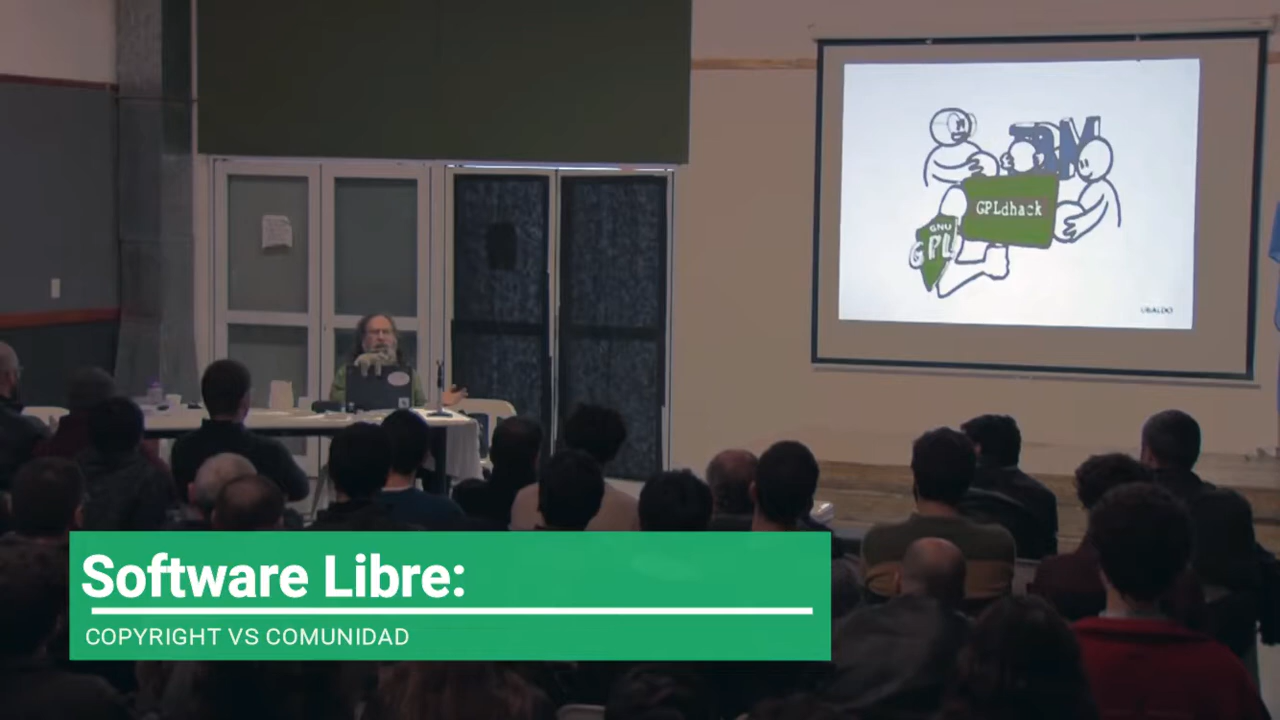 GPLdhack
GNU
GPL
UBALDO
Software Libre:
COPYRIGHT VS COMUNIDAD